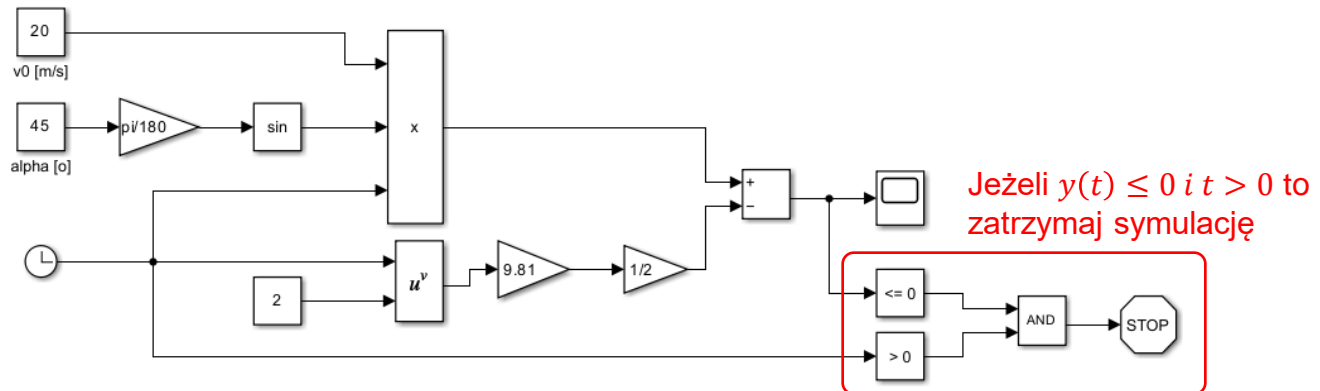 20
v0 [m/s]
45
alpha [o]
pi/180
sin
x
+
−
Jeżeli y(t) ≤ 0 i t > 0 to
zatrzymaj symulację
2
u^v
9.81
1/2
<= 0
> 0
AND
STOP